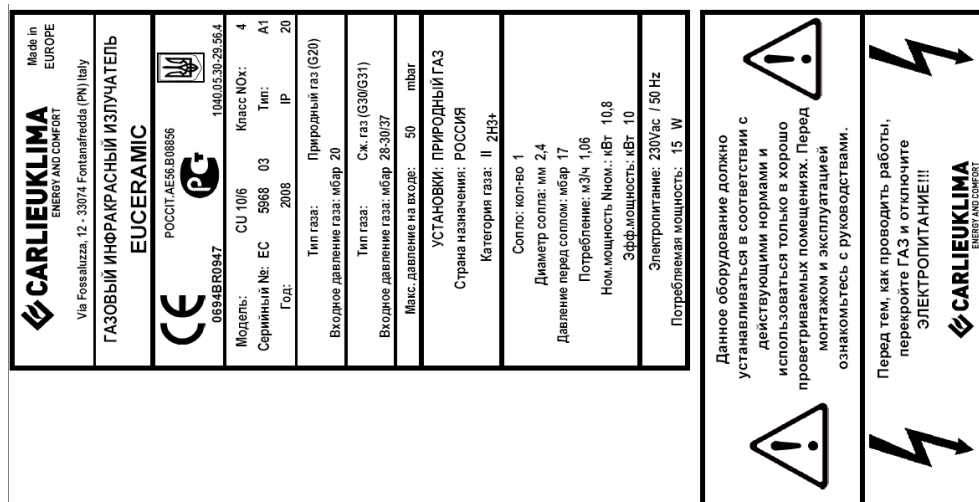 CARLIEUKLIMA
ENERGY AND COMFORT
Made in
EUROPE
Via Fossaluzza, 12 - 33074 Fontanafredda (PN) Italy
ГАЗОВЫЙ ИНФРАКРАСНЫЙ ИЗЛУЧАТЕЛЬ
EUCERAMIC
CE
0694BR0947
РОССIT.АЕ56.В08856
РСТ
1040.05.30-29.56.4
Модель: CU 10/6 Класс NOx: 4
Серийный №: EC 5968 03 Тип: A1
Год: 2008 IP 20
Тип газа: Природный газ (G20)
Входное давление газа: мбар 20
Тип газа: Сж. газ (G30/G31)
Входное давление газа: мбар 28-30/37
Макс. давление на входе: 50 mbar
УСТАНОВКИ: ПРИРОДНЫЙ ГАЗ
Страна назначения: РОССИЯ
Категория газа: II 2H3+
Сопло: кол-во 1
Диаметр сопла: мм 2,4
Давление перед соплом: мбар 17
Потребление: м3/ч 1,06
Ном.мощность Nном.: кВт 10,8
Эфф.мощность: кВт 10
Электропитание: 230Vac / 50 Hz
Потребляемая мощность: 15 W
Данное оборудование должно
устанавливаться в соответствии с
действующими нормами и
использоваться только в хорошо
проветриваемых помещениях. Перед
монтажом и эксплуатацией
ознакомьтесь с руководствами.
Перед тем, как проводить работы,
перекройте ГАЗ и отключите
ЭЛЕКТРОПИТАНИЕ!!!
CARLIEUKLIMA
ENERGY AND COMFORT